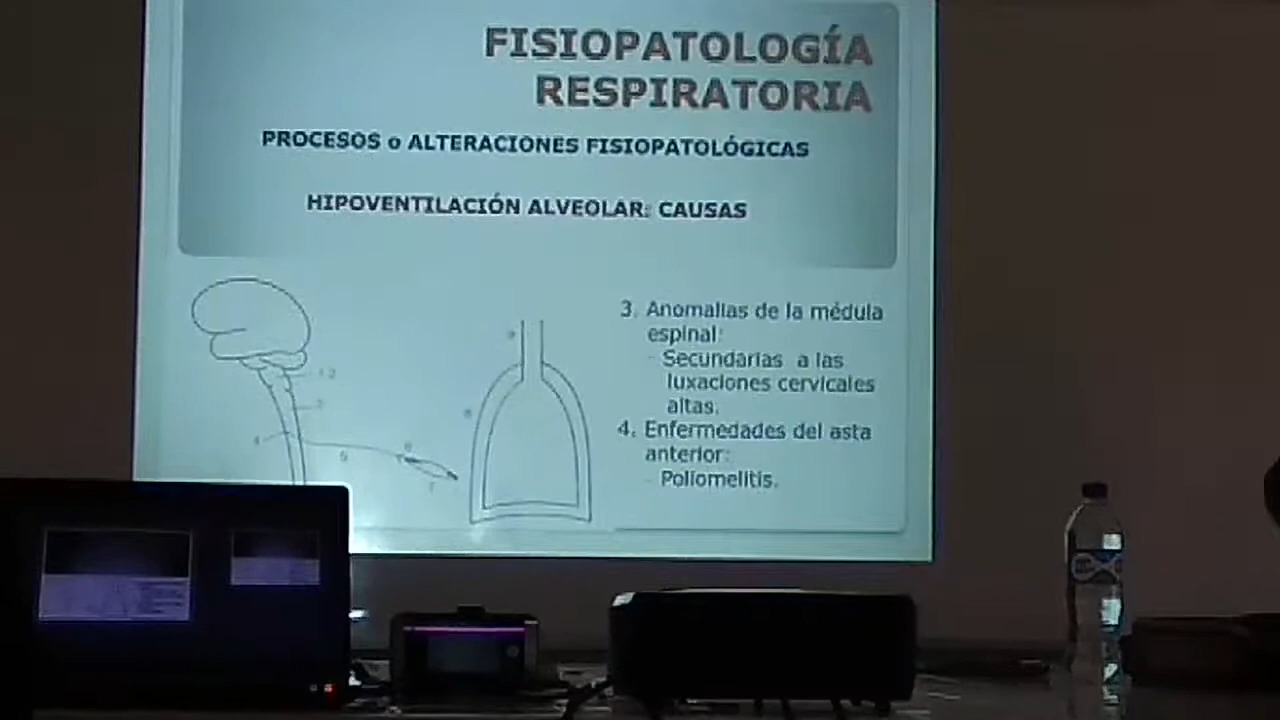 FISIOPATOLOGÍA
RESPIRATORIA
PROCESOS o ALTERACIONES FISIOPATOLÓGICAS
HIPOVENTILACIÓN ALVEOLAR: CAUSAS
3. Anomalías de la médula
espinal:
- Secundarias a las
luxaciones cervicales
altas.
4. Enfermedades del asta
anterior:
- Poliomelitis.